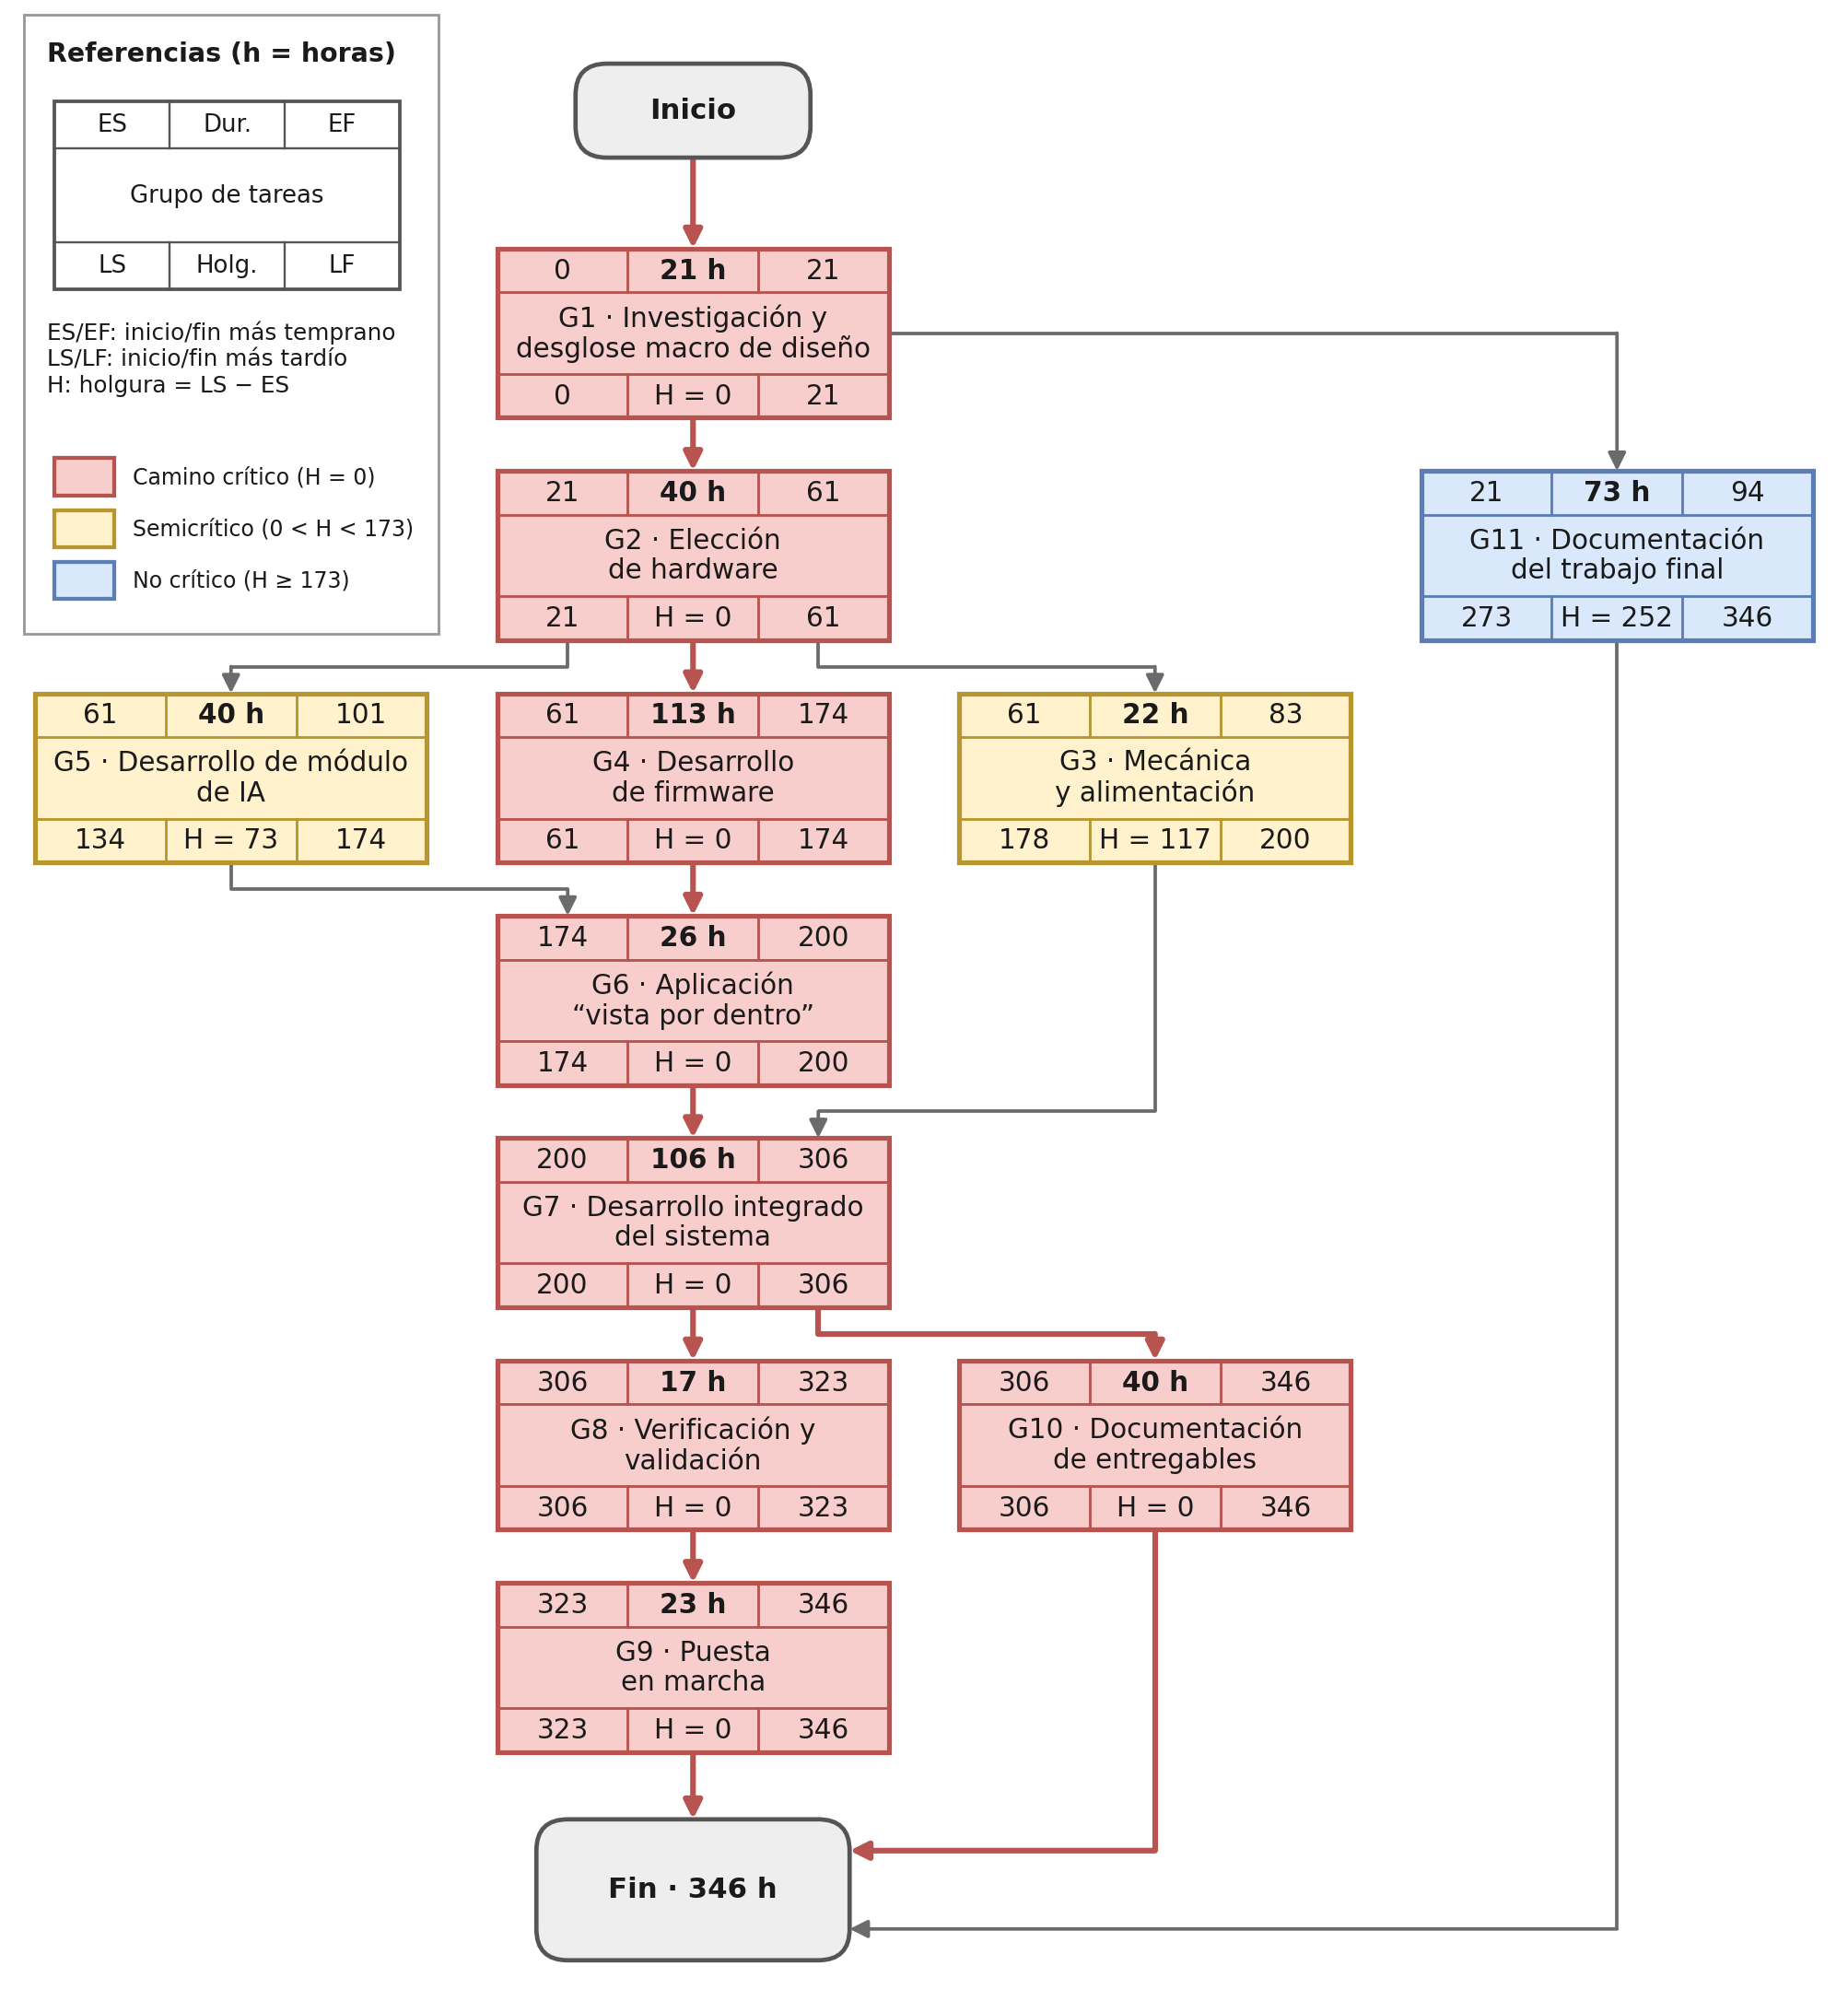 Referencias (h = horas)
ES Dur. EF
Grupo de tareas
LS Holg. LF
ES/EF: inicio/fin más temprano
LS/LF: inicio/fin más tardío
H: holgura = LS − ES
Camino crítico (H = 0)
Semicrítico (0 < H < 173)
No crítico (H ≥ 173)
Inicio
0 21 h 21
G1 · Investigación y
desglose macro de diseño
0 H = 0 21
21 40 h 61
G2 · Elección
de hardware
21 H = 0 61
21 73 h 94
G11 · Documentación
del trabajo final
273 H = 252 346
61 40 h 101
G5 · Desarrollo de módulo
de IA
134 H = 73 174
61 113 h 174
G4 · Desarrollo
de firmware
61 H = 0 174
61 22 h 83
G3 · Mecánica
y alimentación
178 H = 117 200
174 26 h 200
G6 · Aplicación
“vista por dentro”
174 H = 0 200
200 106 h 306
G7 · Desarrollo integrado
del sistema
200 H = 0 306
306 17 h 323
G8 · Verificación y
validación
306 H = 0 323
306 40 h 346
G10 · Documentación
de entregables
306 H = 0 346
323 23 h 346
G9 · Puesta
en marcha
323 H = 0 346
Fin · 346 h